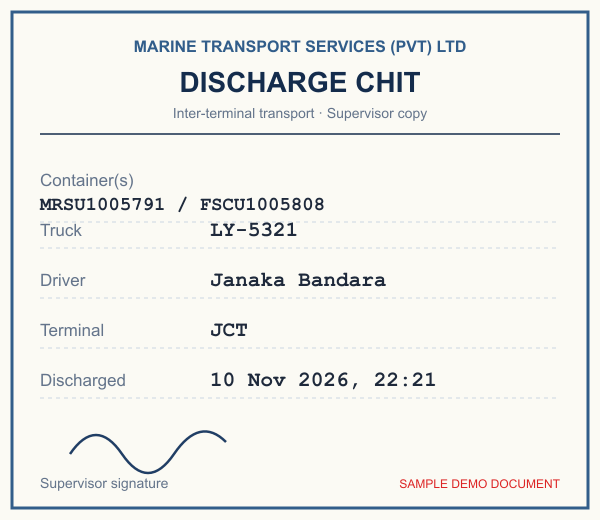 MARINE TRANSPORT SERVICES (PVT) LTD
DISCHARGE CHIT
Inter-terminal transport · Supervisor copy
Container(s)
MRSU1005791 / FSCU1005808
Truck LY-5321
Driver Janaka Bandara
Terminal JCT
Discharged 10 Nov 2026, 22:21
Supervisor signature SAMPLE DEMO DOCUMENT